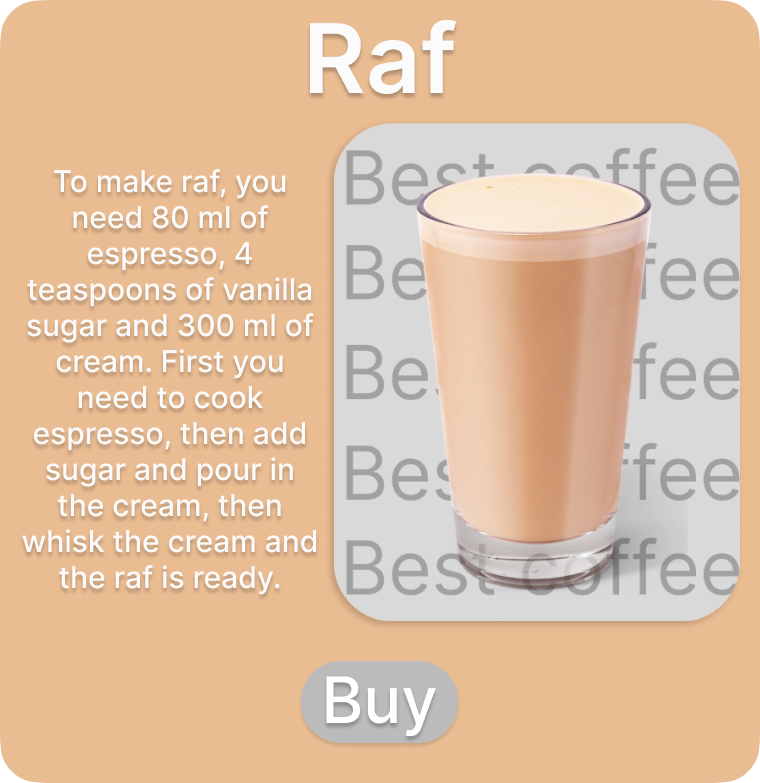 Raf
To make raf, you
need 80 ml of
espresso, 4
teaspoons of vanilla
sugar and 300 ml of
cream. First you
need to cook
espresso, then add
sugar and pour in
the cream, then
whisk the cream and
the raf is ready.
Best coffee
Best coffee
Best coffee
Best coffee
Best coffee
Buy